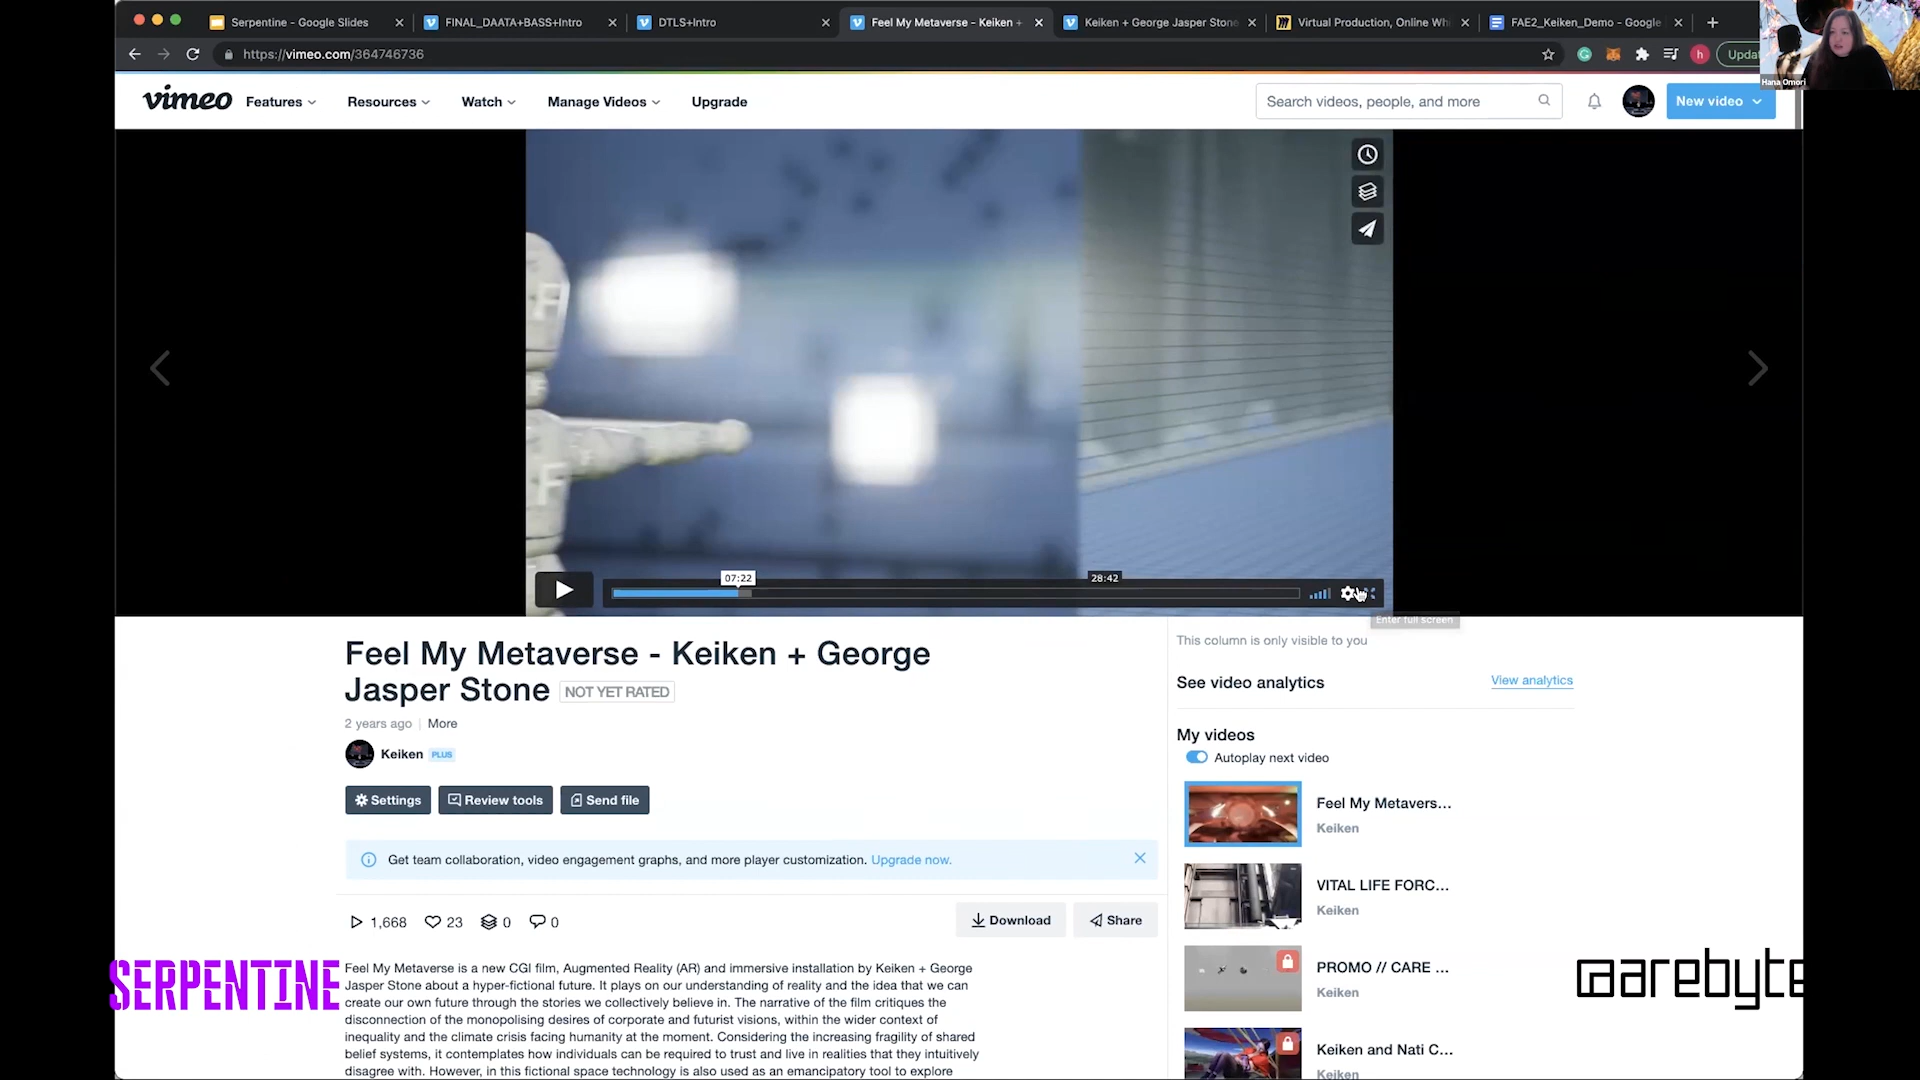 Serpentine - Google Slides
FINAL_DAATA+BASS+Intro
DTLS+Intro
Feel My Metaverse - Keiken +
Keiken + George Jasper Stone
Virtual Production, Online Whi
FAE2_Keiken_Demo - Google
https://vimeo.com/364746736
h
Updat
Hana Omori
vimeo
Features
Resources
Watch
Manage Videos
Upgrade
Search videos, people, and more
New video
07:22
28:42
Enter full screen
Feel My Metaverse - Keiken + George
Jasper Stone NOT YET RATED
2 years ago | More
Keiken PLUS
Settings
Review tools
Send file
Get team collaboration, video engagement graphs, and more player customization. Upgrade now.
1,668
23
0
0
Download
Share
Feel My Metaverse is a new CGI film, Augmented Reality (AR) and immersive installation by Keiken + George
Jasper Stone about a hyper-fictional future. It plays on our understanding of reality and the idea that we can
create our own future through the stories we collectively believe in. The narrative of the film critiques the
disconnection of the monopolising desires of corporate and futurist visions, within the wider context of
inequality and the climate crisis facing humanity at the moment. Considering the increasing fragility of shared
belief systems, it contemplates how individuals can be required to trust and live in realities that they intuitively
disagree with. However, in this fictional space technology is also used as an emancipatory tool to explore
This column is only visible to you
See video analytics
View analytics
My videos
Autoplay next video
Feel My Metavers...
Keiken
VITAL LIFE FORC...
Keiken
PROMO // CARE ...
Keiken
Keiken and Nati C...
Keiken
SERPENTINE
@arebyte